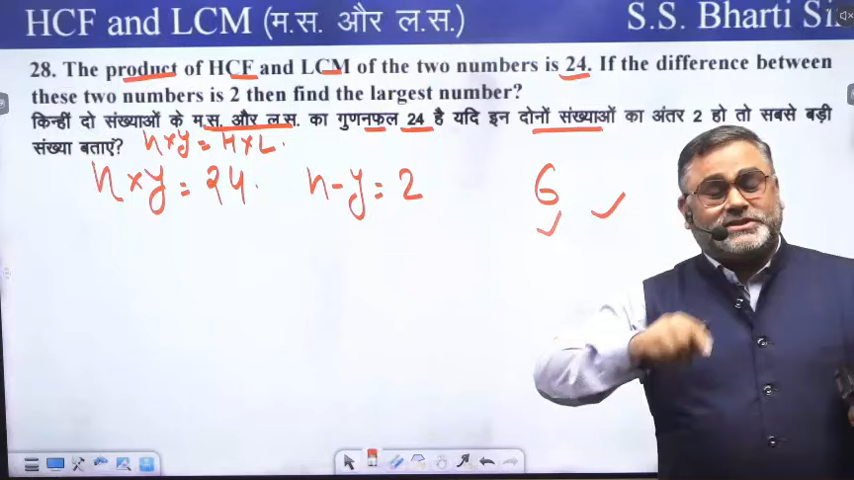 HCF and LCM (म.स. और ल.स.)
S.S. Bharti Si
28. The product of HCF and LCM of the two numbers is 24. If the difference between
these two numbers is 2 then find the largest number?
किन्हीं दो संख्याओं के म.स. और ल.स. का गुणनफल 24 है यदि इन दोनों संख्याओं का अंतर 2 हो तो सबसे बड़ी
संख्या बताएं?
x×y = H×L.
x×y = 24. x-y = 2
6